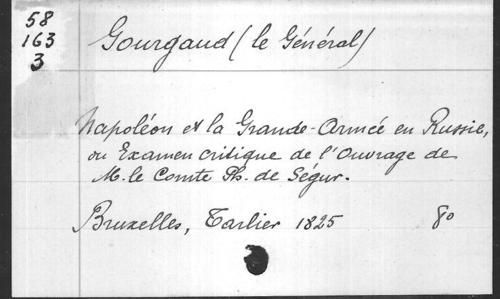 58
163
3
Gourgaud (le Général)
Napoléon et la Grande-Armée en Russie,
ou Examen critique de l'Ouvrage de
M. le Comte Ph. de Ségur.
Bruxelles, Tarlier 1825 8o